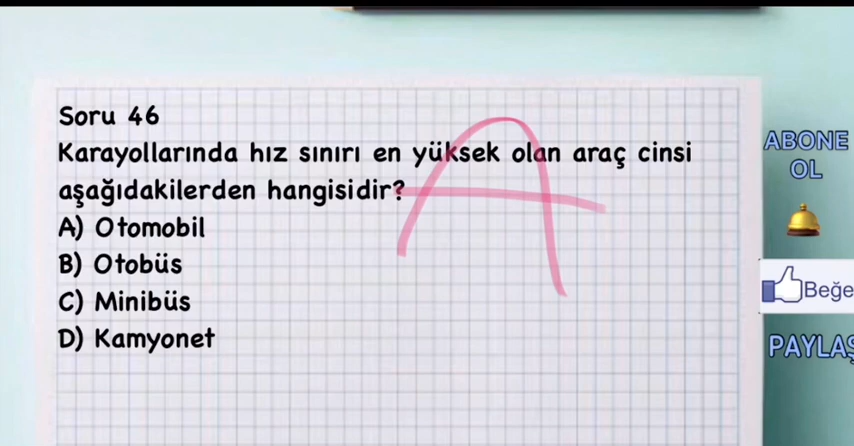 Soru 46
Karayollarında hız sınırı en yüksek olan araç cinsi
aşağıdakilerden hangisidir?
A) Otomobil
B) Otobüs
C) Minibüs
D) Kamyonet
A
ABONE
OL
Beğe
PAYLAŞ